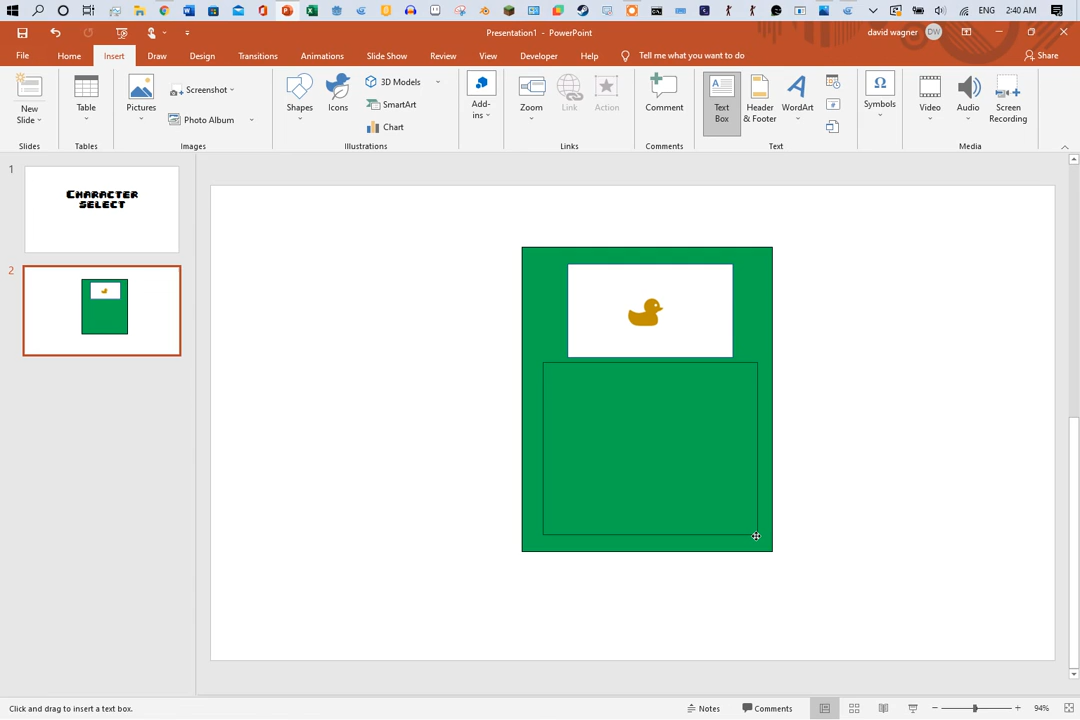 ENG 2:40 AM
Presentation1 - PowerPoint
david wagner DW
File Home Insert Draw Design Transitions Animations Slide Show Review View Developer Help Tell me what you want to do Share
New Slide
Table
Pictures
Screenshot
Photo Album
Shapes
Icons
3D Models
SmartArt
Chart
Add-ins
Zoom
Link
Action
Comment
Text Box
Header & Footer
WordArt
Symbols
Video
Audio
Screen Recording
Slides Tables Images Illustrations Links Comments Text Media
1
CHARACTER
SELECT
2
Click and drag to insert a text box.
Notes Comments 94%